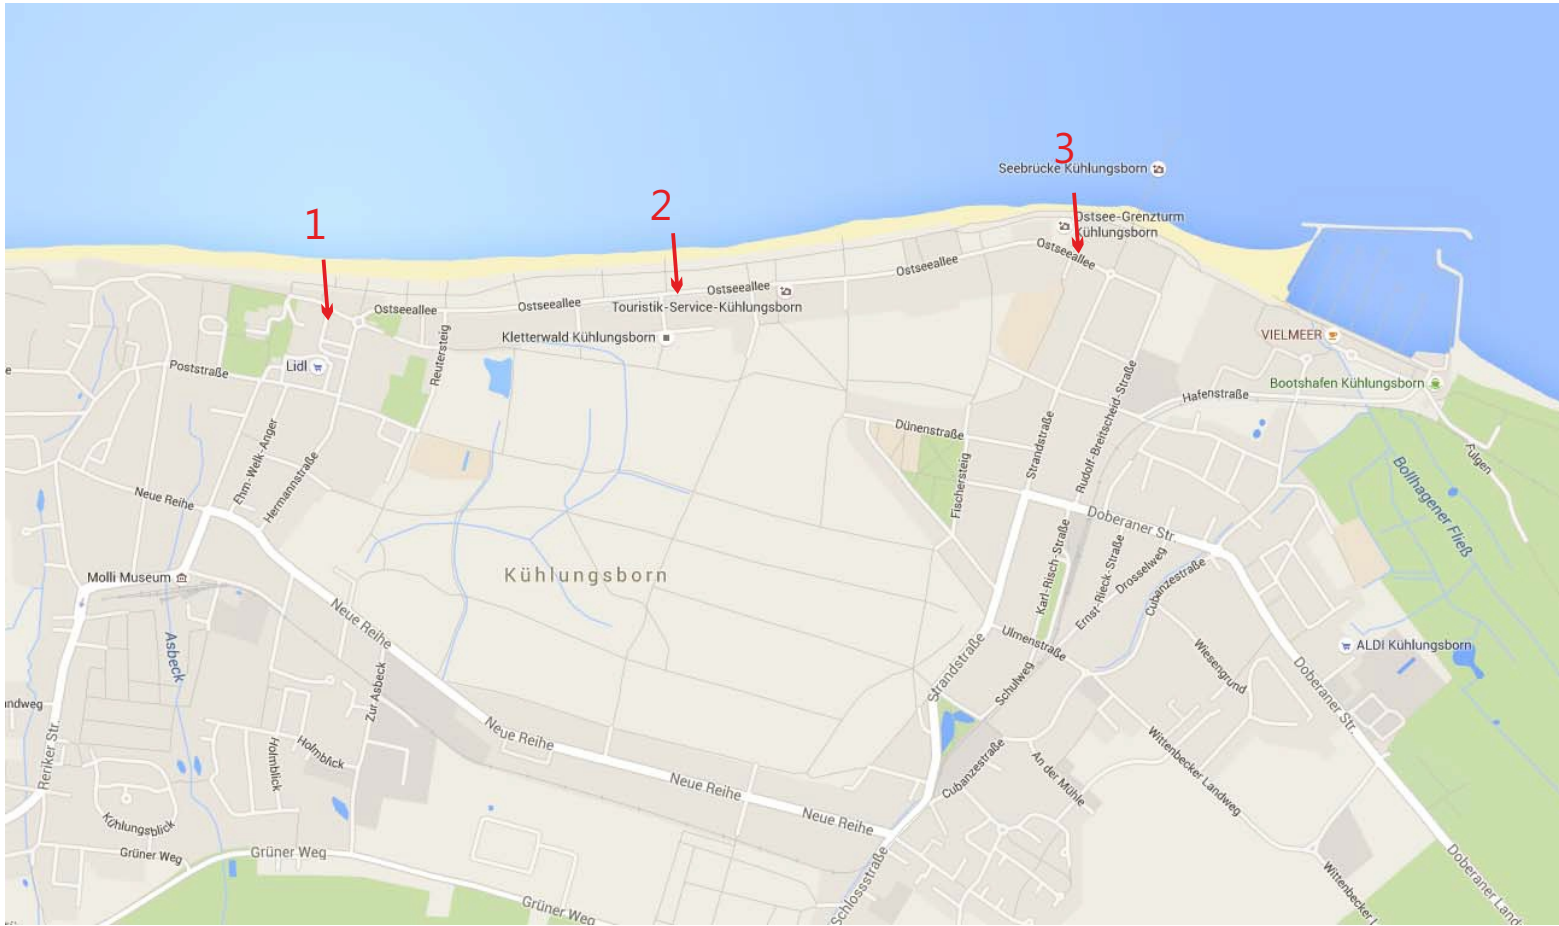 3
Seebrücke Kühlungsborn
2
1
Ostsee-Grenzturm
Kühlungsborn
Ostseeallee
Ostseeallee
Ostseeallee
Ostseeallee
Ostseeallee
Touristik-Service-Kühlungsborn
Kletterwald Kühlungsborn
VIELMEER
Reutersteig
Lidl
Poststraße
Bootshafen Kühlungsborn
Hafenstraße
Rudolf-Breitscheid-Straße
Strandstraße
Dünenstraße
Fischersteig
Fulgen
Bollhagener Fließ
Ehm-Welk-Anger
Hermannstraße
Neue Reihe
Doberaner Str.
Molli Museum
Kühlungsborn
Karl-Risch-Straße
Ernst-Rieck-Straße
Drosselweg
Cubanzestraße
Neue Reihe
Asbeck
Ulmenstraße
ALDI Kühlungsborn
Wiesengrund
Strandstraße
Schulweg
Zur Asbeck
ndweg
Doberaner Str.
Reriker Str.
Neue Reihe
Holmblick
Holmblick
Wittenbecker Landweg
An der Mühle
Cubanzestraße
Neue Reihe
Neue Reihe
Kühlungsblick
Grüner Weg
Grüner Weg
Schlossstraße
Grüner Weg
Wittenbecker L
Doberaner Land